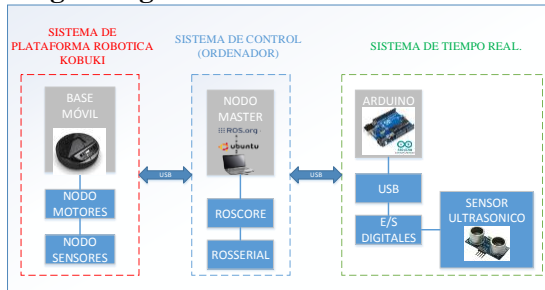 SISTEMA DE
PLATAFORMA ROBOTICA
KOBUKI
BASE
MÓVIL
NODO
MOTORES
NODO
SENSORES
USB
SISTEMA DE CONTROL
(ORDENADOR)
NODO
MASTER
ROS.org
ubuntu
ROSCORE
ROSSERIAL
USB
SISTEMA DE TIEMPO REAL.
ARDUINO
USB
E/S
DIGITALES
SENSOR
ULTRASONICO